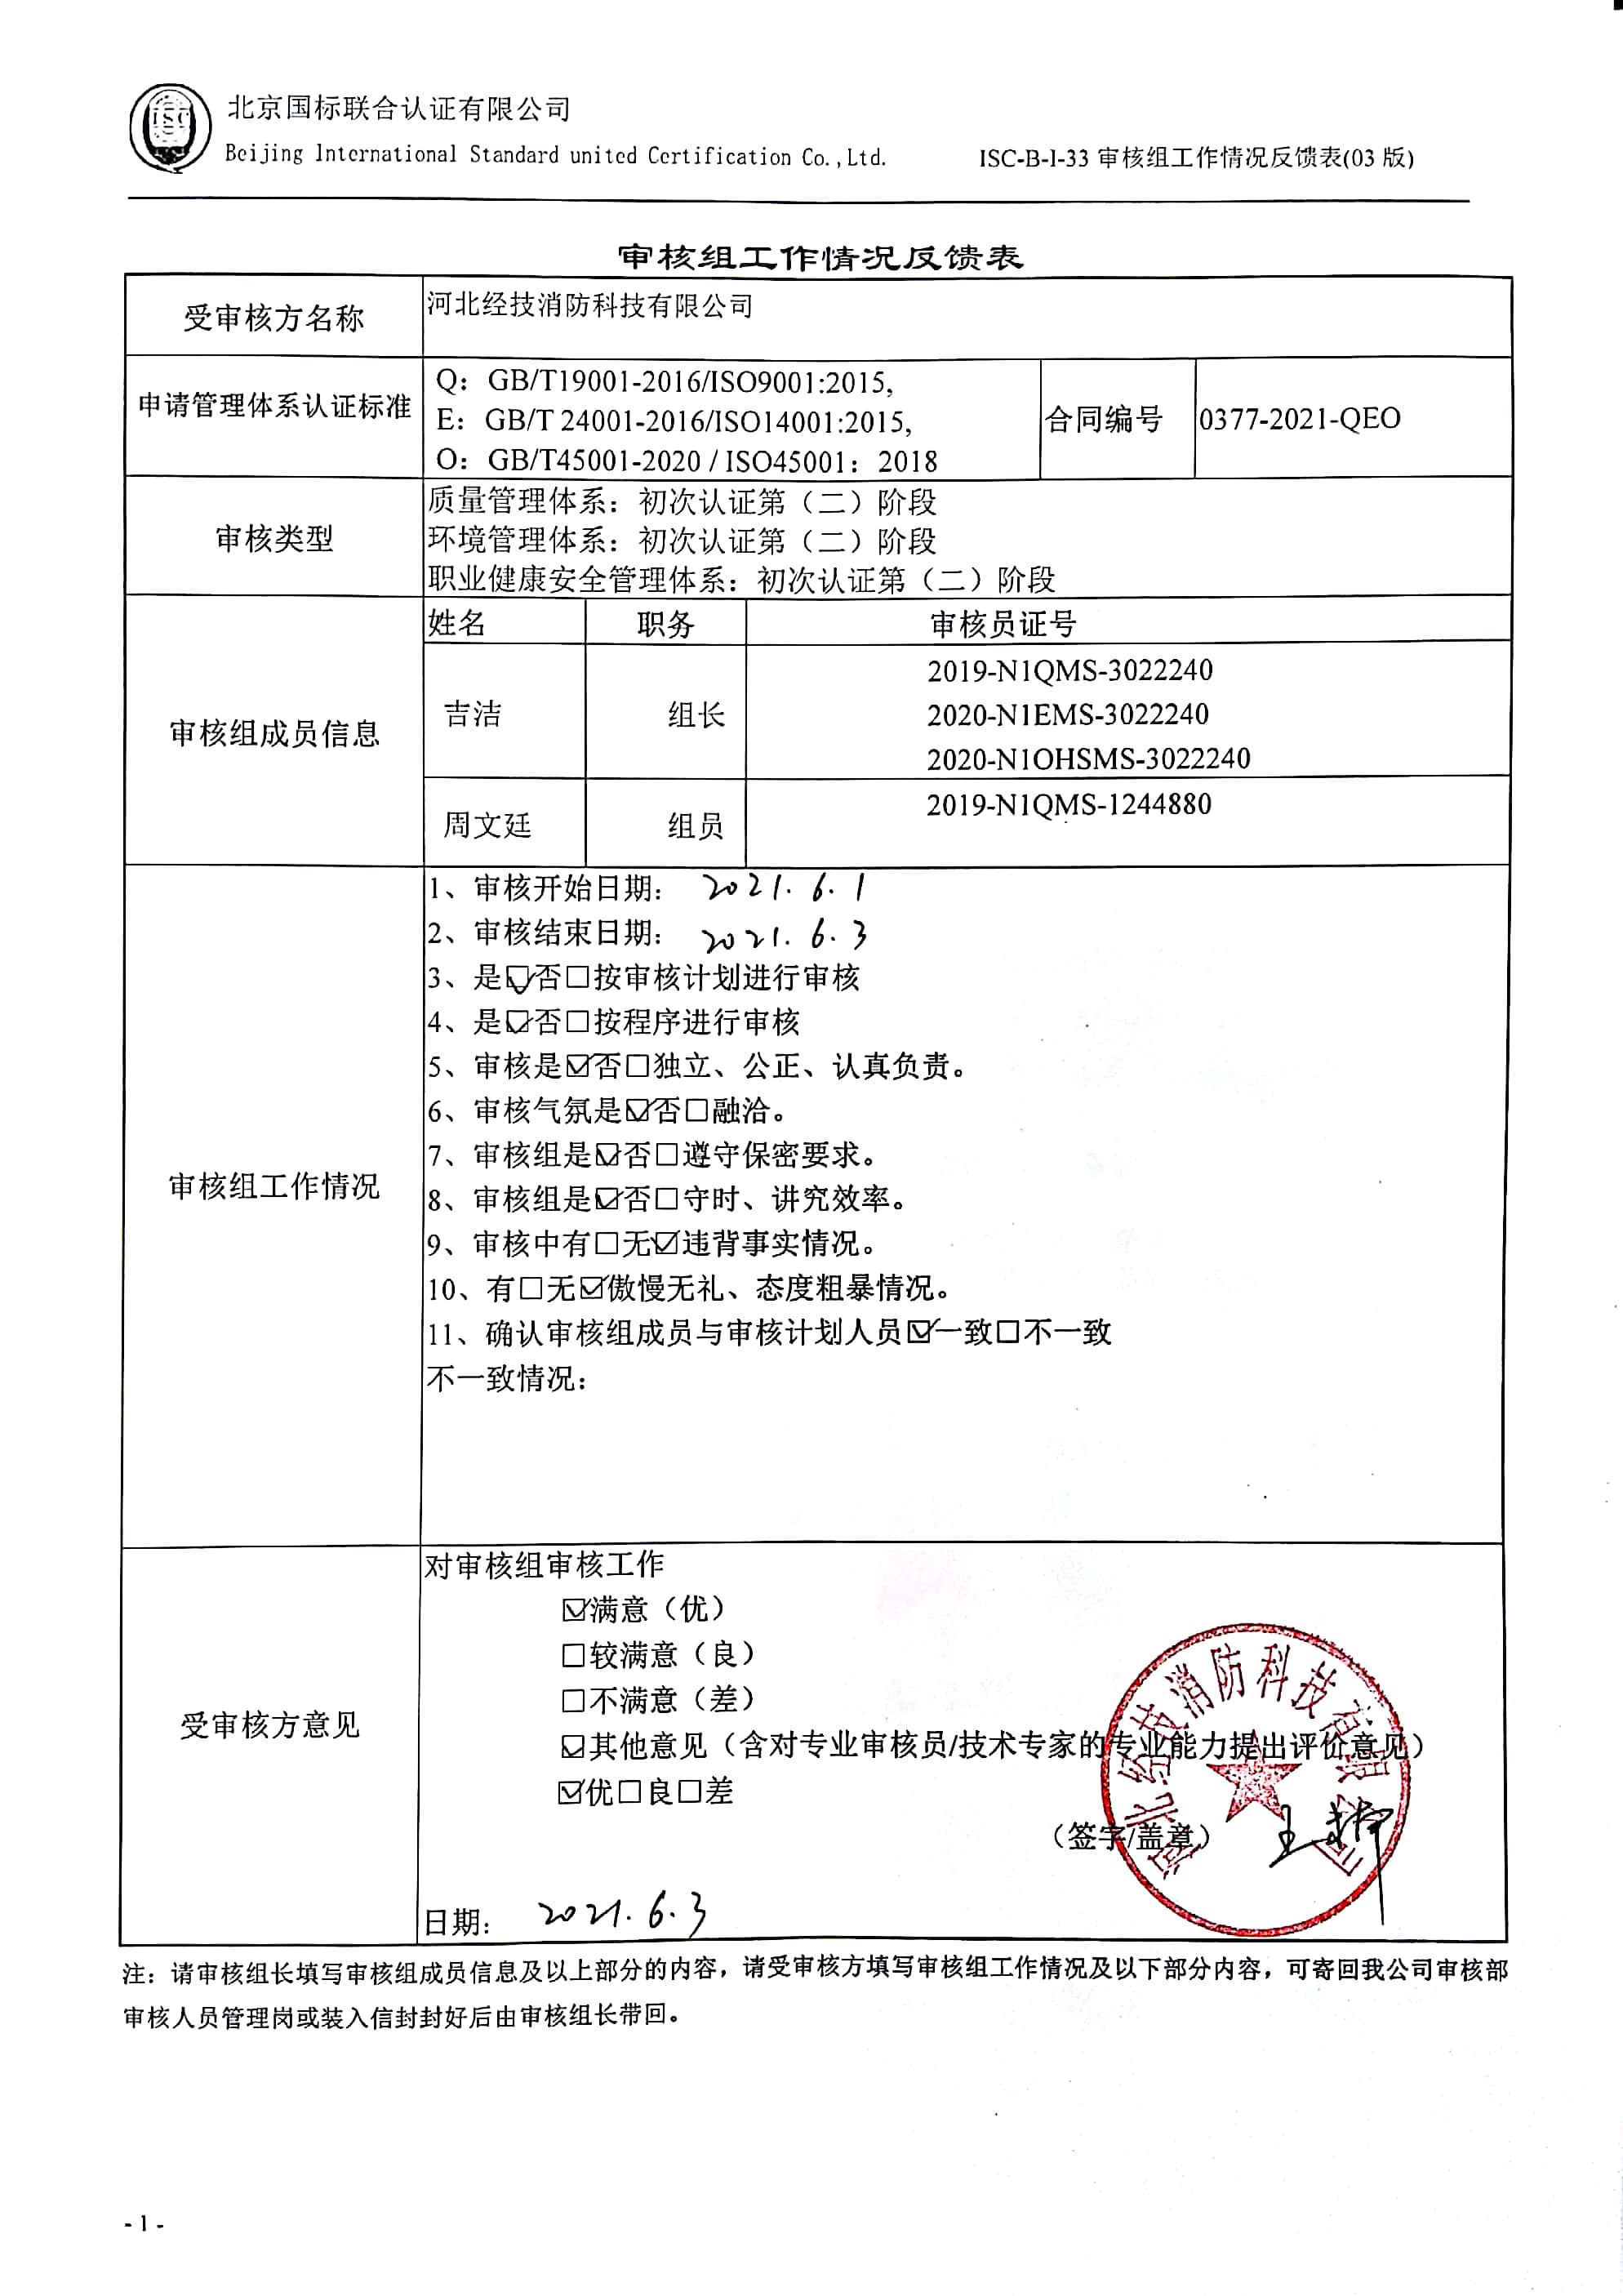 ISC
北京国标联合认证有限公司
Beijing International Standard united Certification Co.,Ltd.
ISC-B-I-33 审核组工作情况反馈表(03 版)
审核组工作情况反馈表
受审核方名称
河北经技消防科技有限公司
申请管理体系认证标准
Q：GB/T19001-2016/ISO9001:2015,
E：GB/T 24001-2016/ISO14001:2015,
O：GB/T45001-2020 / ISO45001：2018
合同编号
0377-2021-QEO
审核类型
质量管理体系：初次认证第（二）阶段
环境管理体系：初次认证第（二）阶段
职业健康安全管理体系：初次认证第（二）阶段
审核组成员信息
姓名 职务 审核员证号
吉洁 组长
2019-N1QMS-3022240
2020-N1EMS-3022240
2020-N1OHSMS-3022240
周文廷 组员 2019-N1QMS-1244880
审核组工作情况
1、审核开始日期： 2021.6.1
2、审核结束日期： 2021.6.3
3、是☑否□按审核计划进行审核
4、是☑否□按程序进行审核
5、审核是☑否□独立、公正、认真负责。
6、审核气氛是☑否□融洽。
7、审核组是☑否□遵守保密要求。
8、审核组是☑否□守时、讲究效率。
9、审核中有□无☑违背事实情况。
10、有□无☑傲慢无礼、态度粗暴情况。
11、确认审核组成员与审核计划人员☑一致□不一致
不一致情况：
受审核方意见
对审核组审核工作
☑满意（优）
□较满意（良）
□不满意（差）
☑其他意见（含对专业审核员/技术专家的专业能力提出评价意见）
☑优□良□差
（签字/盖章）
河北经技消防科技有限公司
日期： 2021.6.3
注：请审核组长填写审核组成员信息及以上部分的内容，请受审核方填写审核组工作情况及以下部分内容，可寄回我公司审核部
审核人员管理岗或装入信封封好后由审核组长带回。
- 1 -